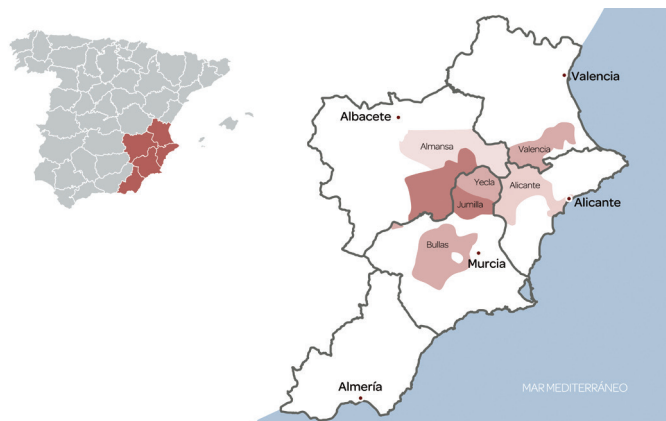 Valencia
Albacete
Almansa
Valencia
Yecla
Alicante
Jumilla
Alicante
Bullas
Murcia
Almería
MAR MEDITERRÁNEO